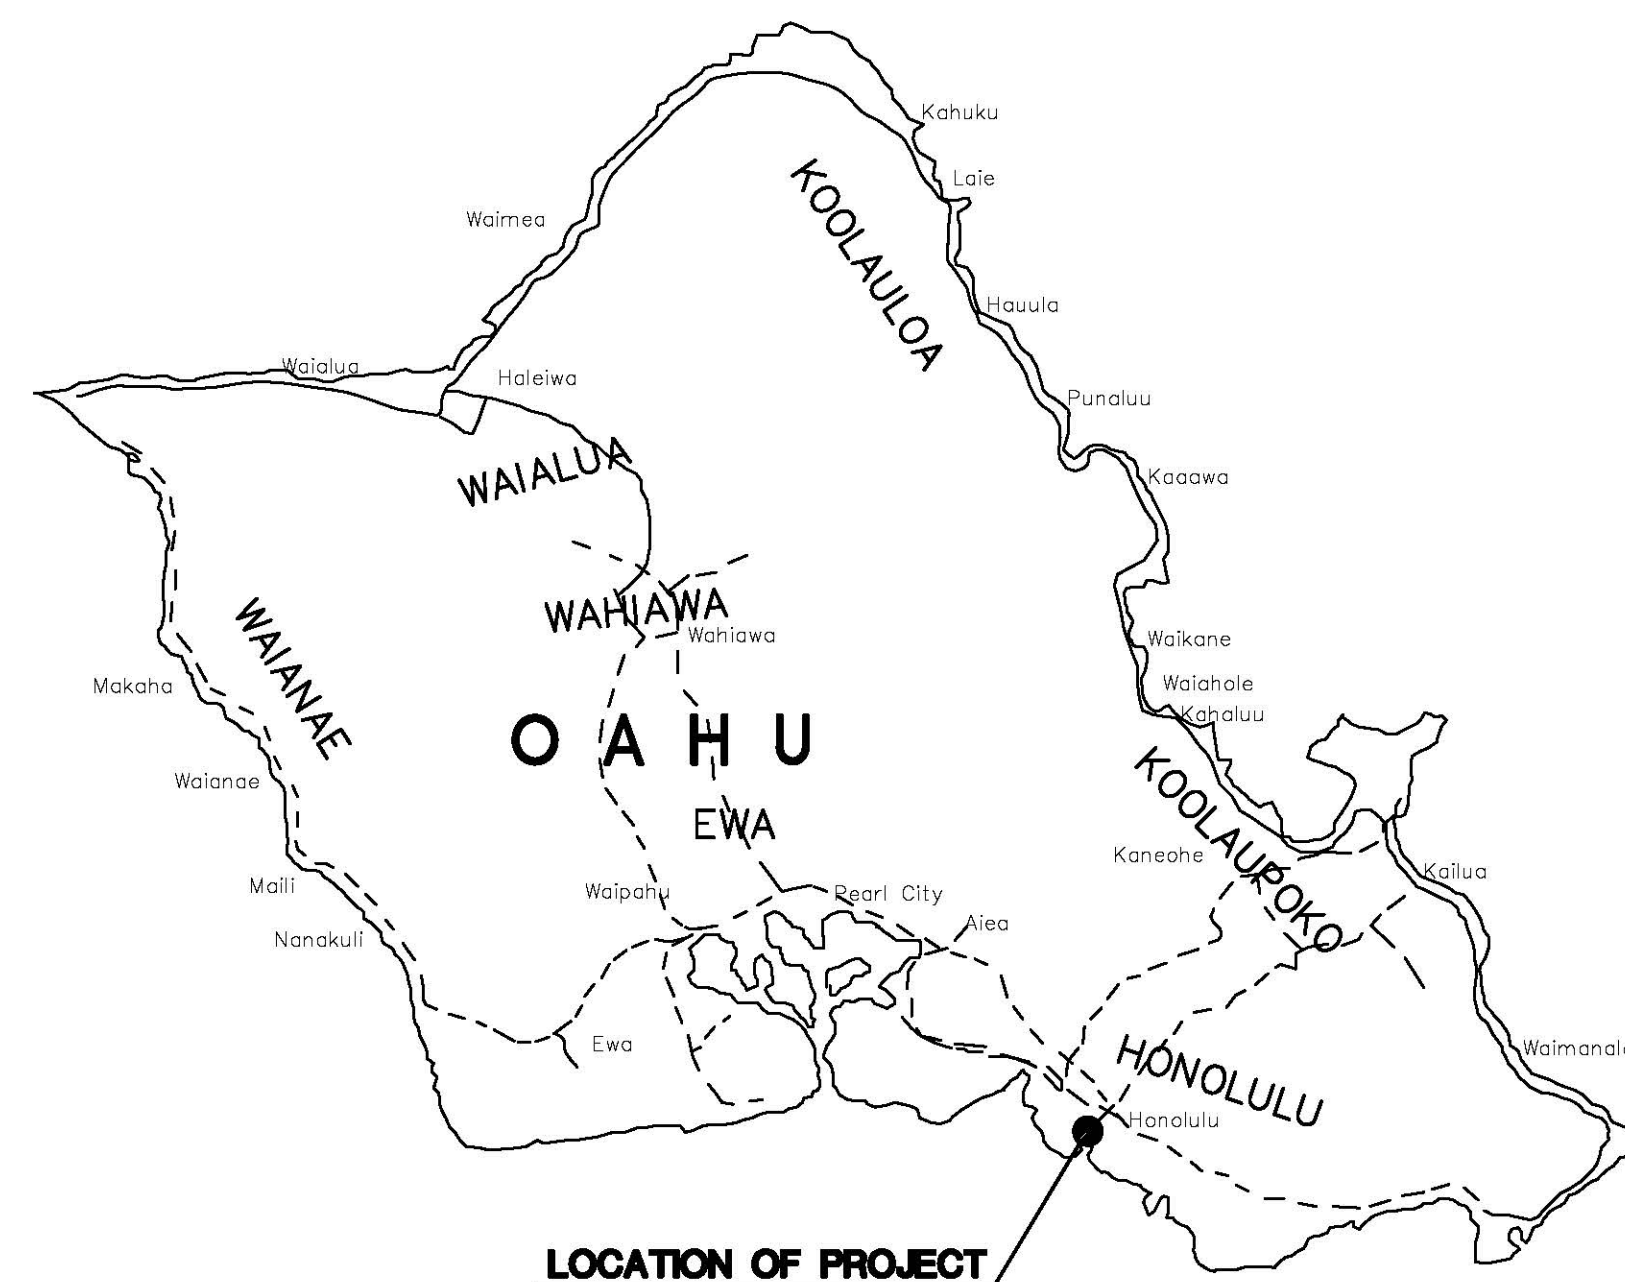 Kahuku
Laie
KOOLAULOA
Waimea
Hauula
Waialua
Haleiwa
Punaluu
WAIALUA
Kaaawa
WAHIAWA
Wahiawa
WAIANAE
Waikane
Makaha
Waiahole
Kahaluu
OAHU
Waianae
EWA
KOOLAUPOKO
Kaneohe
Kailua
Maili
Waipahu
Pearl City
Aiea
Nanakuli
Ewa
Waimanalo
HONOLULU
Honolulu
LOCATION OF PROJECT